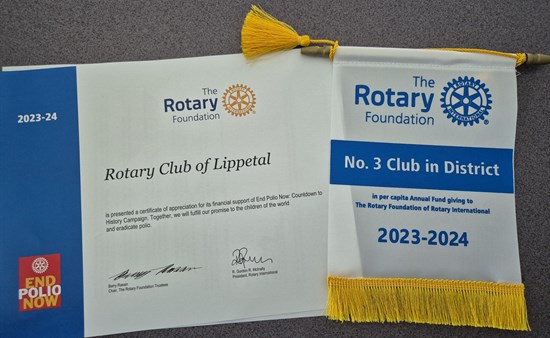 2023-24
END
POLIO
NOW
The
Rotary
Foundation
Rotary Club of Lippetal
is presented a certificate of appreciation for its financial support of End Polio Now: Countdown to
History Campaign. Together, we will fulfill our promise to the children of the world
and eradicate polio.
Barry Rassin
Chair, The Rotary Foundation Trustees
R. Gordon R. McInally
President, Rotary International
The
Rotary
Foundation
No. 3 Club in District
in per capita Annual Fund giving to
The Rotary Foundation of Rotary International
2023-2024